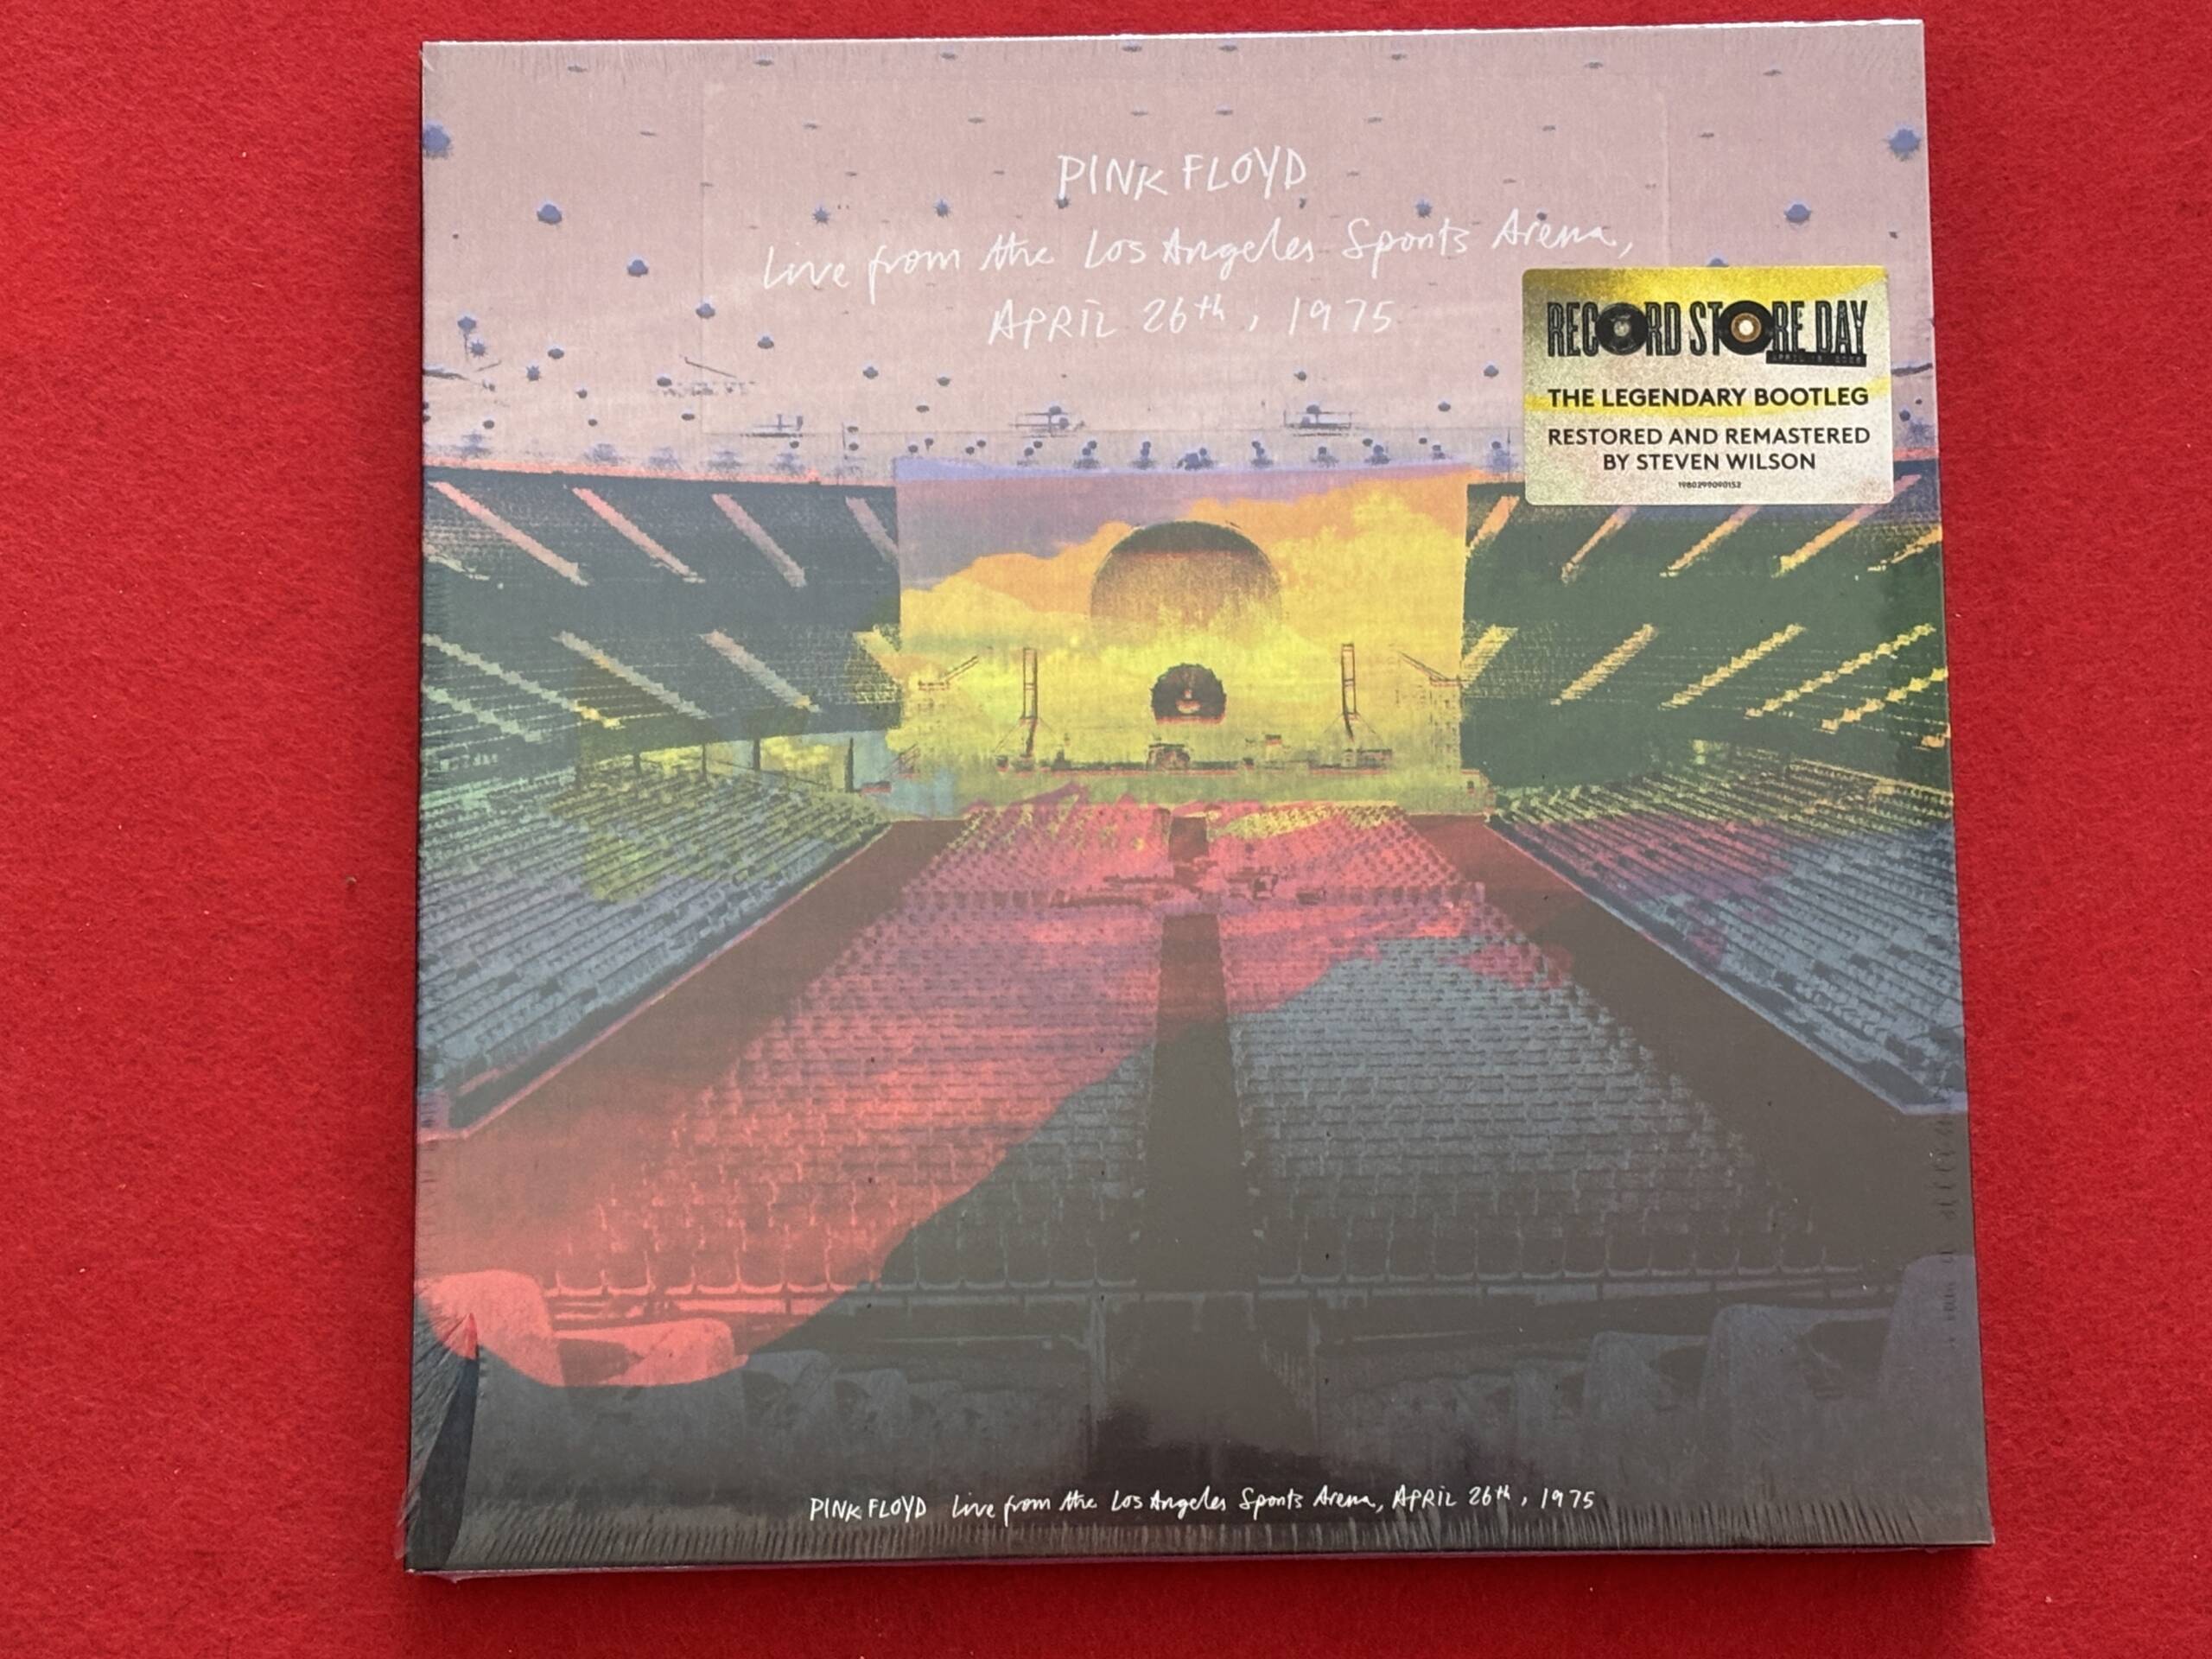 PINK FLOYD
Live from the Los Angeles Sports Arena,
APRIL 26th, 1975
RECORD STORE DAY
THE LEGENDARY BOOTLEG
RESTORED AND REMASTERED
BY STEVEN WILSON
1980299090152
PINK FLOYD Live from the Los Angeles Sports Arena, APRIL 26th, 1975